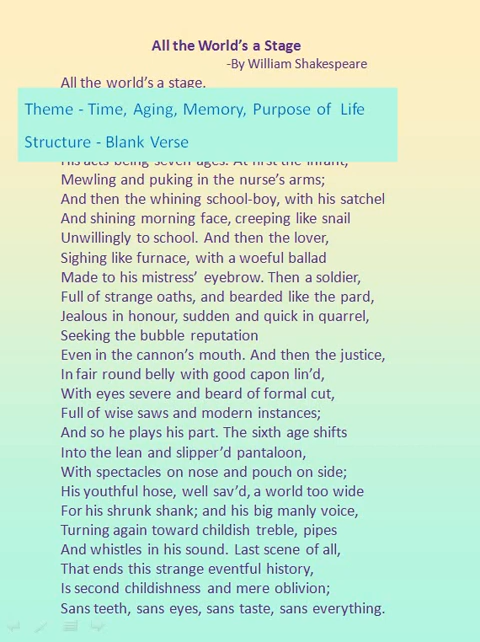 All the World's a Stage
-By William Shakespeare
All the world's a stage,
Theme - Time, Aging, Memory, Purpose of Life
Structure - Blank Verse
His acts being seven ages. At first the infant,
Mewling and puking in the nurse's arms;
And then the whining school-boy, with his satchel
And shining morning face, creeping like snail
Unwillingly to school. And then the lover,
Sighing like furnace, with a woeful ballad
Made to his mistress' eyebrow. Then a soldier,
Full of strange oaths, and bearded like the pard,
Jealous in honour, sudden and quick in quarrel,
Seeking the bubble reputation
Even in the cannon's mouth. And then the justice,
In fair round belly with good capon lin'd,
With eyes severe and beard of formal cut,
Full of wise saws and modern instances;
And so he plays his part. The sixth age shifts
Into the lean and slipper'd pantaloon,
With spectacles on nose and pouch on side;
His youthful hose, well sav'd, a world too wide
For his shrunk shank; and his big manly voice,
Turning again toward childish treble, pipes
And whistles in his sound. Last scene of all,
That ends this strange eventful history,
Is second childishness and mere oblivion;
Sans teeth, sans eyes, sans taste, sans everything.